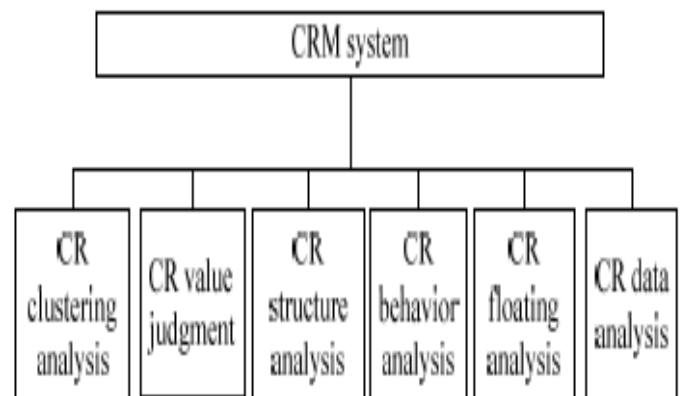 CRM system
CR
clustering
analysis
CR value
judgment
CR
structure
analysis
CR
behavior
analysis
CR
floating
analysis
CR data
analysis